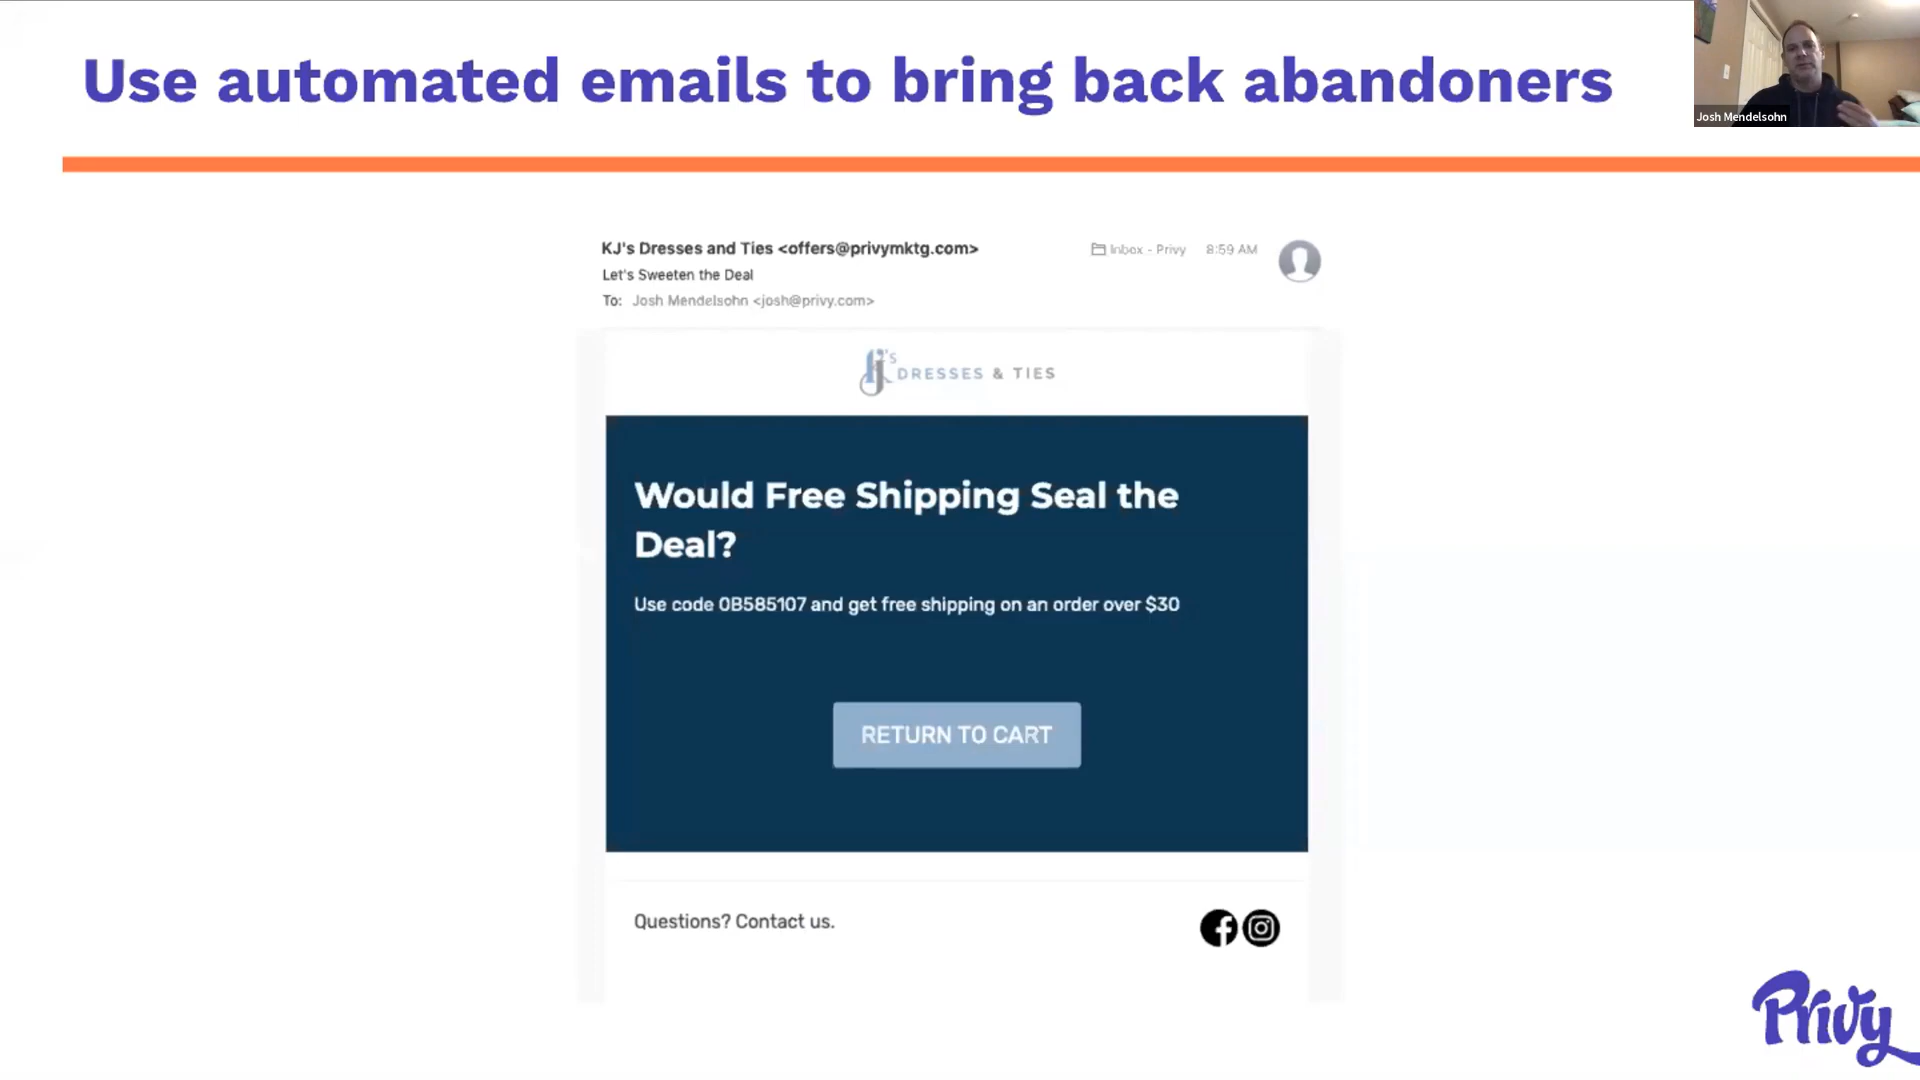 Use automated emails to bring back abandoners
Josh Mendelsohn
KJ's Dresses and Ties <offers@privymktg.com>
Inbox - Privy 8:59 AM
Let's Sweeten the Deal
To: Josh Mendelsohn <josh@privy.com>
KJ's DRESSES & TIES
Would Free Shipping Seal the
Deal?
Use code 0B585107 and get free shipping on an order over $30
RETURN TO CART
Questions? Contact us.
Privy